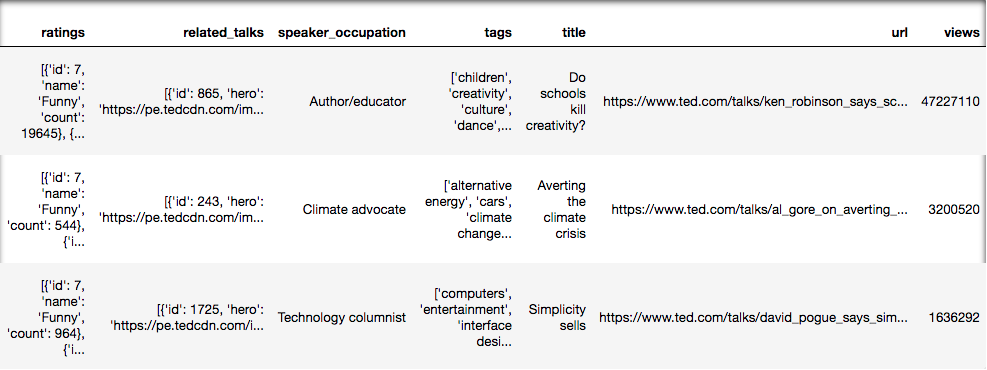 ratings related_talks speaker_occupation tags title url views
[{'id': 7,
'name':
'Funny',
'count':
19645}, {...
[{'id': 865, 'hero':
'https://pe.tedcdn.com/im...
Author/educator
['children',
'creativity',
'culture',
'dance',...
Do
schools
kill
creativity?
https://www.ted.com/talks/ken_robinson_says_sc...
47227110
[{'id': 7,
'name':
'Funny',
'count': 544},
{'i...
[{'id': 243, 'hero':
'https://pe.tedcdn.com/im...
Climate advocate
['alternative
energy', 'cars',
'climate
change...
Averting
the
climate
crisis
https://www.ted.com/talks/al_gore_on_averting_...
3200520
[{'id': 7,
'name':
'Funny',
'count': 964},
{'i...
[{'id': 1725, 'hero':
'https://pe.tedcdn.com/i...
Technology columnist
['computers',
'entertainment',
'interface
desi...
Simplicity
sells
https://www.ted.com/talks/david_pogue_says_sim...
1636292